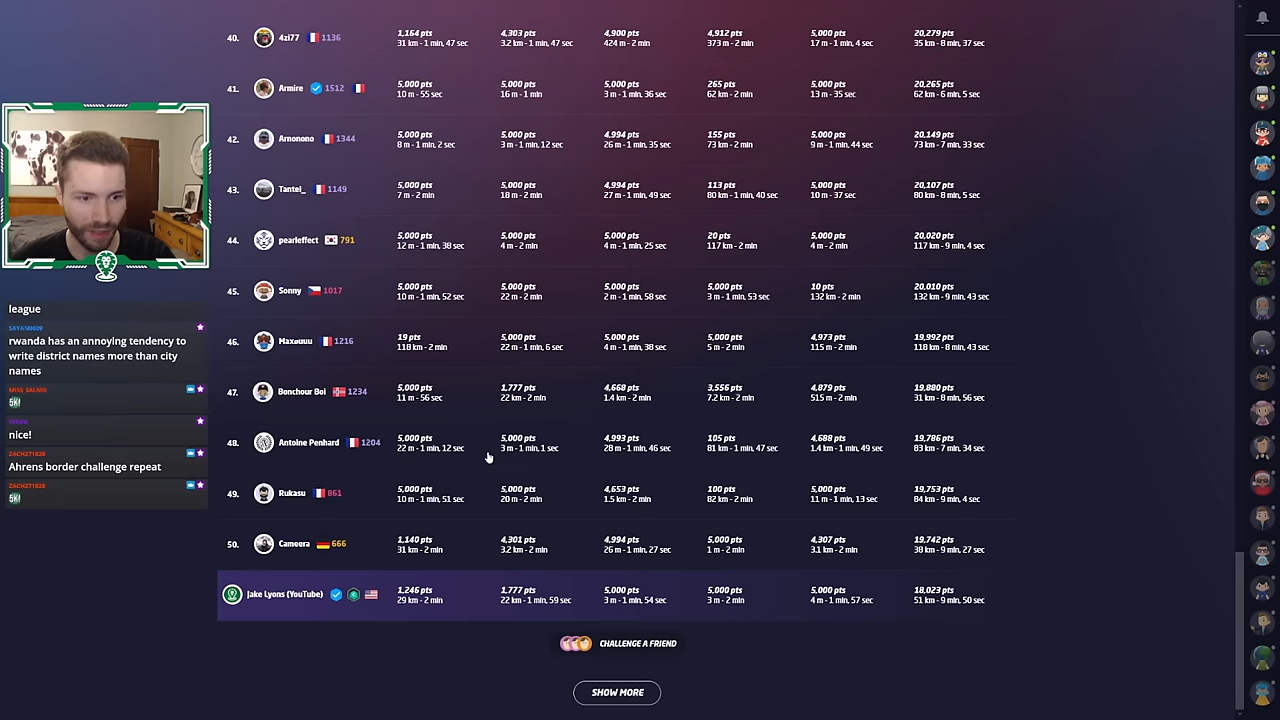 40. 4zi77 1136 1,164 pts 4,303 pts 4,900 pts 4,912 pts 5,000 pts 20,279 pts
31 km - 1 min, 47 sec 3.2 km - 1 min, 47 sec 424 m - 2 min 373 m - 2 min 17 m - 1 min, 4 sec 35 km - 8 min, 37 sec
41. Armire 1512 5,000 pts 5,000 pts 5,000 pts 265 pts 5,000 pts 20,265 pts
10 m - 55 sec 16 m - 1 min 3 m - 1 min, 36 sec 62 km - 2 min 13 m - 35 sec 62 km - 6 min, 5 sec
42. Arnonono 1344 5,000 pts 5,000 pts 4,994 pts 155 pts 5,000 pts 20,149 pts
8 m - 1 min, 2 sec 3 m - 1 min, 12 sec 26 m - 1 min, 35 sec 73 km - 2 min 9 m - 1 min, 44 sec 73 km - 7 min, 33 sec
43. Tantei_ 1149 5,000 pts 5,000 pts 4,994 pts 113 pts 5,000 pts 20,107 pts
7 m - 2 min 18 m - 2 min 27 m - 1 min, 49 sec 80 km - 1 min, 40 sec 10 m - 37 sec 80 km - 8 min, 5 sec
44. pearleffect 791 5,000 pts 5,000 pts 5,000 pts 20 pts 5,000 pts 20,020 pts
12 m - 1 min, 38 sec 4 m - 2 min 4 m - 1 min, 25 sec 117 km - 2 min 4 m - 2 min 117 km - 9 min, 4 sec
45. Sonny 1017 5,000 pts 5,000 pts 5,000 pts 5,000 pts 10 pts 20,010 pts
10 m - 1 min, 52 sec 22 m - 2 min 2 m - 1 min, 58 sec 3 m - 1 min, 53 sec 132 km - 2 min 132 km - 9 min, 43 sec
46. Maxauuu 1216 19 pts 5,000 pts 5,000 pts 5,000 pts 4,973 pts 19,992 pts
118 km - 2 min 22 m - 1 min, 6 sec 4 m - 1 min, 38 sec 5 m - 2 min 115 m - 2 min 118 km - 8 min, 43 sec
47. Bonchour Boi 1234 5,000 pts 1,777 pts 4,668 pts 3,556 pts 4,879 pts 19,880 pts
11 m - 56 sec 22 km - 2 min 1.4 km - 2 min 7.2 km - 2 min 515 m - 2 min 31 km - 8 min, 56 sec
48. Antoine Penhard 1204 5,000 pts 5,000 pts 4,993 pts 105 pts 4,688 pts 19,786 pts
22 m - 1 min, 12 sec 3 m - 1 min, 1 sec 28 m - 1 min, 46 sec 81 km - 1 min, 47 sec 1.4 km - 1 min, 49 sec 83 km - 7 min, 34 sec
49. Rukasu 861 5,000 pts 5,000 pts 4,653 pts 100 pts 5,000 pts 19,753 pts
10 m - 1 min, 51 sec 20 m - 2 min 1.5 km - 2 min 82 km - 2 min 11 m - 1 min, 13 sec 84 km - 9 min, 4 sec
50. Cameera 666 1,140 pts 4,301 pts 4,994 pts 5,000 pts 4,307 pts 19,742 pts
31 km - 2 min 3.2 km - 2 min 26 m - 1 min, 27 sec 1 m - 2 min 3.1 km - 2 min 38 km - 9 min, 27 sec
Jake Lyons (YouTube) 1,246 pts 1,777 pts 5,000 pts 5,000 pts 5,000 pts 18,023 pts
29 km - 2 min 22 km - 1 min, 59 sec 3 m - 1 min, 54 sec 3 m - 2 min 4 m - 1 min, 57 sec 51 km - 9 min, 50 sec
CHALLENGE A FRIEND
SHOW MORE
league
rwanda has an annoying tendency to
write district names more than city
names
MISS_SALMO
5K!
nice!
ZACH271828
Ahrens border challenge repeat
ZACH271828
5K!